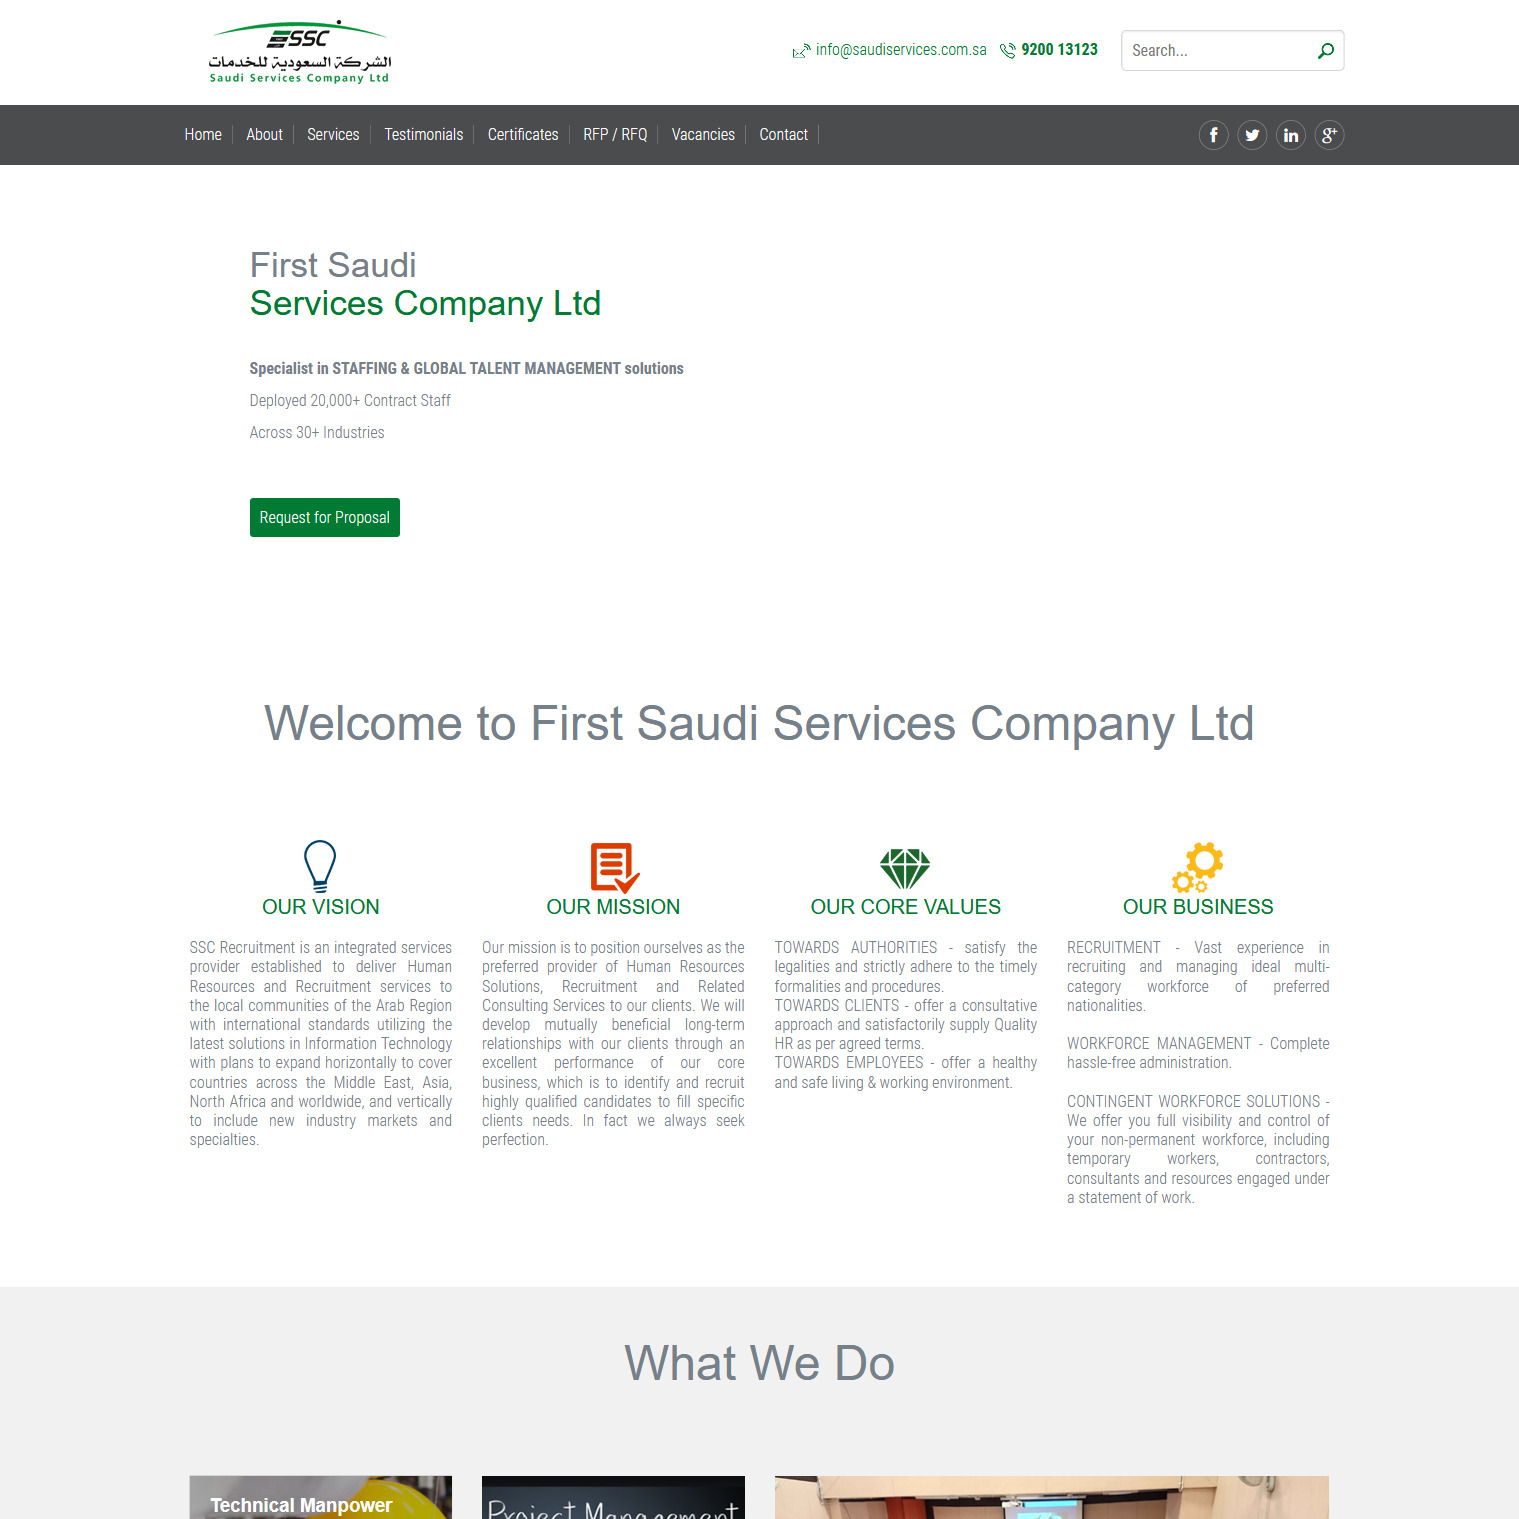 SSC
الشركة السعودية للخدمات
Saudi Services Company Ltd
info@saudiservices.com.sa
9200 13123
Search...
Home
About
Services
Testimonials
Certificates
RFP / RFQ
Vacancies
Contact
First Saudi
Services Company Ltd
Specialist in STAFFING & GLOBAL TALENT MANAGEMENT solutions
Deployed 20,000+ Contract Staff
Across 30+ Industries
Request for Proposal
Welcome to First Saudi Services Company Ltd
OUR VISION
SSC Recruitment is an integrated services
provider established to deliver Human
Resources and Recruitment services to
the local communities of the Arab Region
with international standards utilizing the
latest solutions in Information Technology
with plans to expand horizontally to cover
countries across the Middle East, Asia,
North Africa and worldwide, and vertically
to include new industry markets and
specialties.
OUR MISSION
Our mission is to position ourselves as the
preferred provider of Human Resources
Solutions, Recruitment and Related
Consulting Services to our clients. We will
develop mutually beneficial long-term
relationships with our clients through an
excellent performance of our core
business, which is to identify and recruit
highly qualified candidates to fill specific
clients needs. In fact we always seek
perfection.
OUR CORE VALUES
TOWARDS AUTHORITIES - satisfy the
legalities and strictly adhere to the timely
formalities and procedures.
TOWARDS CLIENTS - offer a consultative
approach and satisfactorily supply Quality
HR as per agreed terms.
TOWARDS EMPLOYEES - offer a healthy
and safe living & working environment.
OUR BUSINESS
RECRUITMENT - Vast experience in
recruiting and managing ideal multi-
category workforce of preferred
nationalities.
WORKFORCE MANAGEMENT - Complete
hassle-free administration.
CONTINGENT WORKFORCE SOLUTIONS -
We offer you full visibility and control of
your non-permanent workforce, including
temporary workers, contractors,
consultants and resources engaged under
a statement of work.
What We Do
Technical Manpower
Project Management